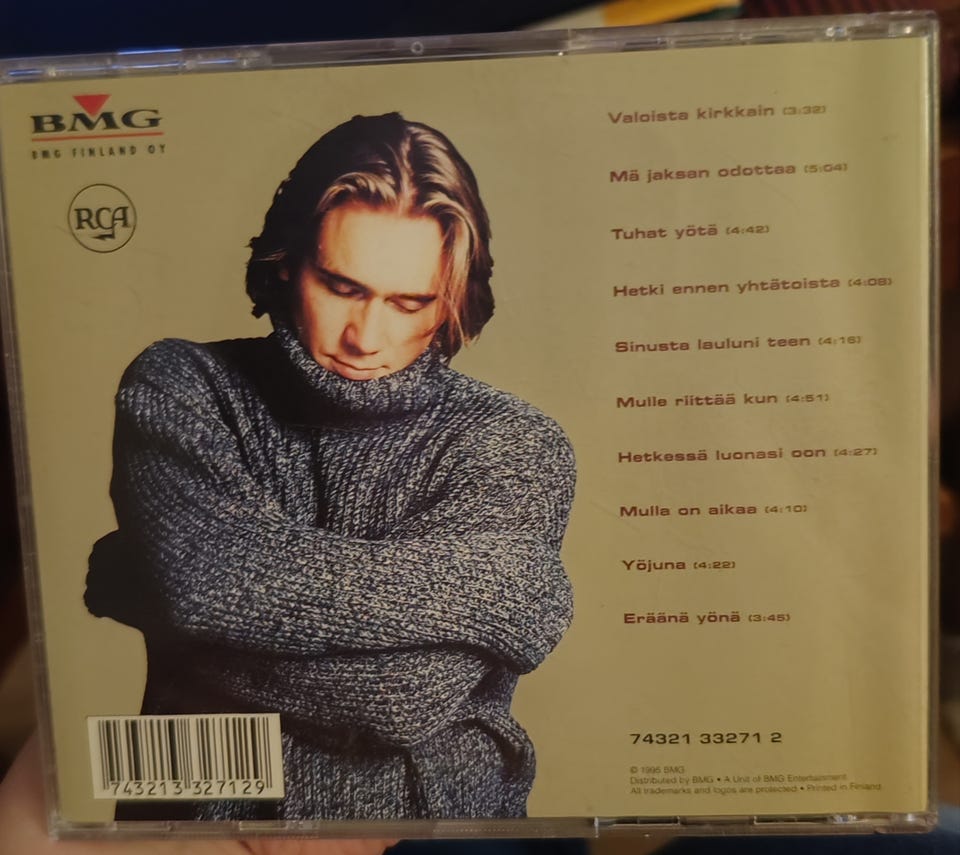 BMG
BMG FINLAND OY
RCA
Valoista kirkkain (3:32)
Mä jaksan odottaa (5:04)
Tuhat yötä (4:42)
Hetki ennen yhtätoista (4:08)
Sinusta lauluni teen (4:16)
Mulle riittää kun (4:51)
Hetkessä luonasi oon (4:27)
Mulla on aikaa (4:10)
Yöjuna (4:22)
Eräänä yönä (3:45)
743213 327129
74321 33271 2
© 1995 BMG
Distributed by BMG • A Unit of BMG Entertainment
All trademarks and logos are protected • Printed in Finland